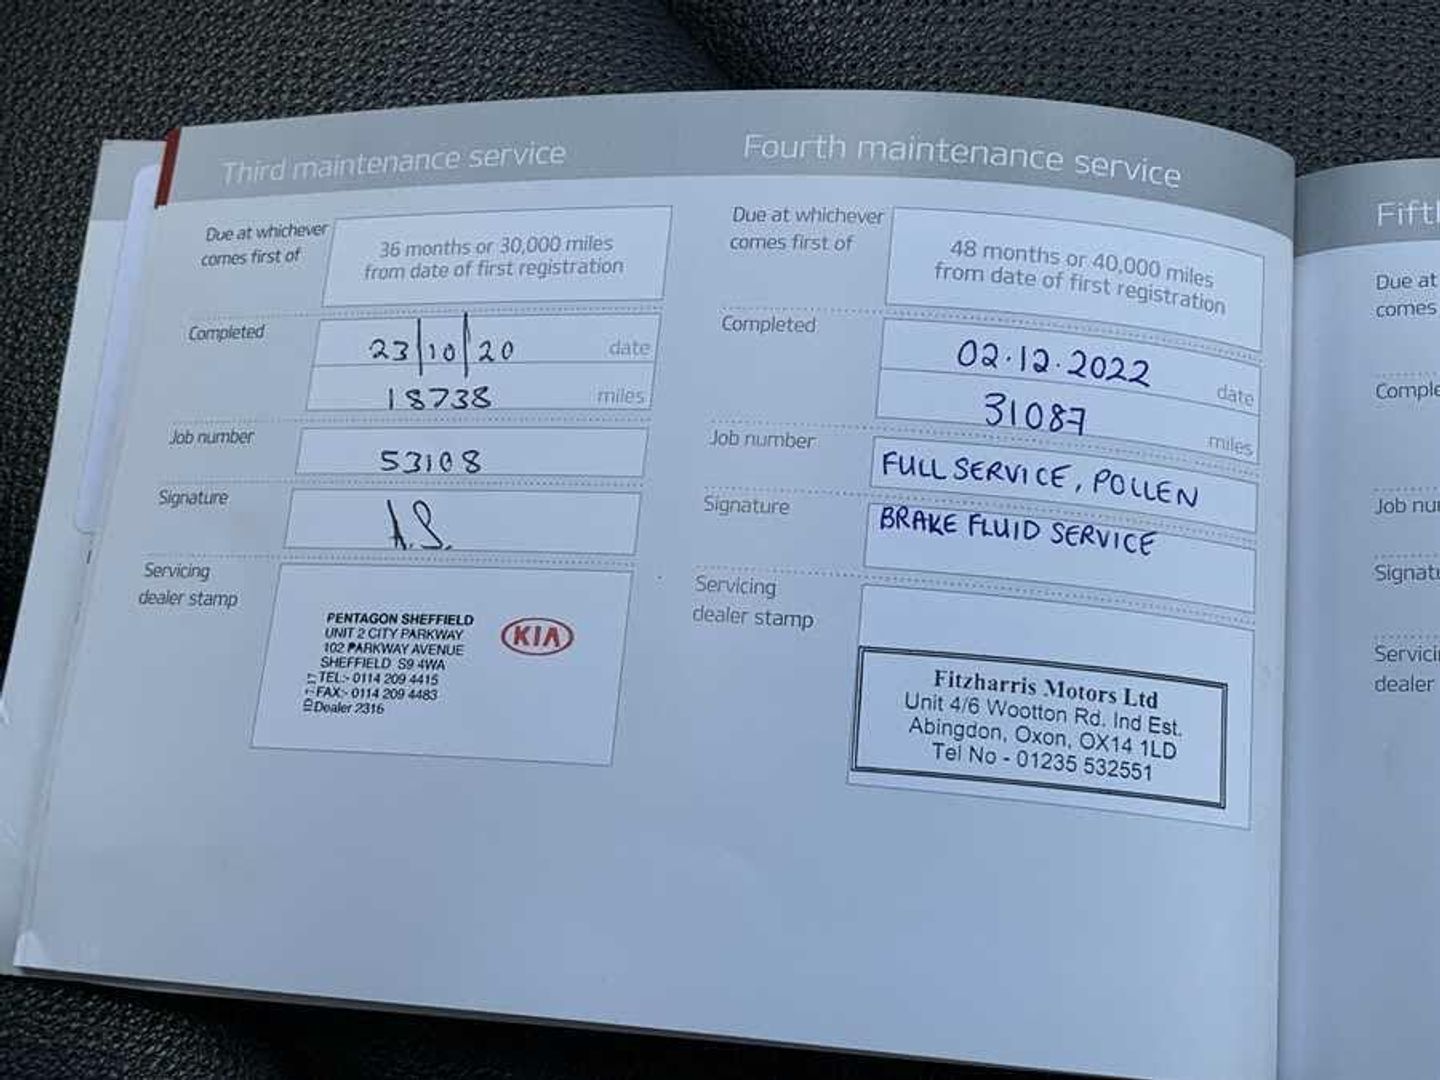 Third maintenance service
Due at whichever
comes first of
36 months or 30,000 miles
from date of first registration
Completed
23/10/20
date
18738
miles
Job number
53108
Signature
A.S.
Servicing
dealer stamp
PENTAGON SHEFFIELD
UNIT 2 CITY PARKWAY
102 PARKWAY AVENUE
SHEFFIELD S9 4WA
TEL:- 0114 209 4415
FAX:- 0114 209 4483
Dealer 2316
KIA
Fourth maintenance service
Due at whichever
comes first of
48 months or 40,000 miles
from date of first registration
Completed
02.12.2022
date
31087
miles
Job number
FULL SERVICE, POLLEN
Signature
BRAKE FLUID SERVICE
Servicing
dealer stamp
Fitzharris Motors Ltd
Unit 4/6 Wootton Rd. Ind Est.
Abingdon, Oxon, OX14 1LD
Tel No - 01235 532551
Fift
Due at
comes
Comple
Job nu
Signat
Servici
dealer